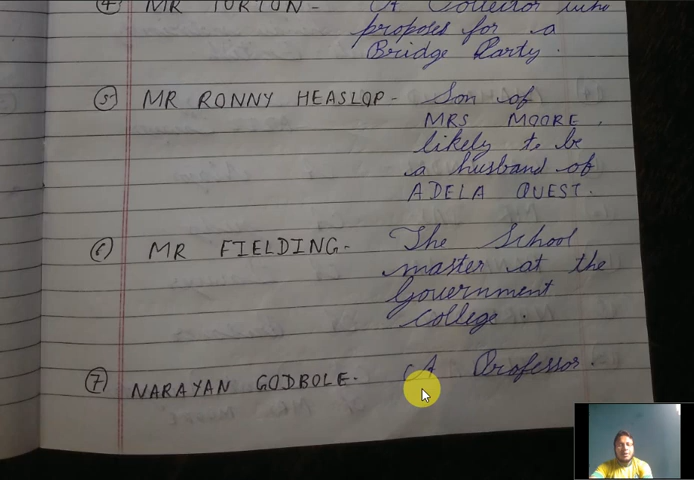 ④ MR TURTON - A Collector who
proposes for a
Bridge Party.
⑤ MR RONNY HEASLOP - Son of
MRS MOORE.
likely to be
a husband of
ADELA QUEST.
⑥ MR FIELDING - The School
master at the
Government
College.
⑦ NARAYAN GODBOLE. A Professor.